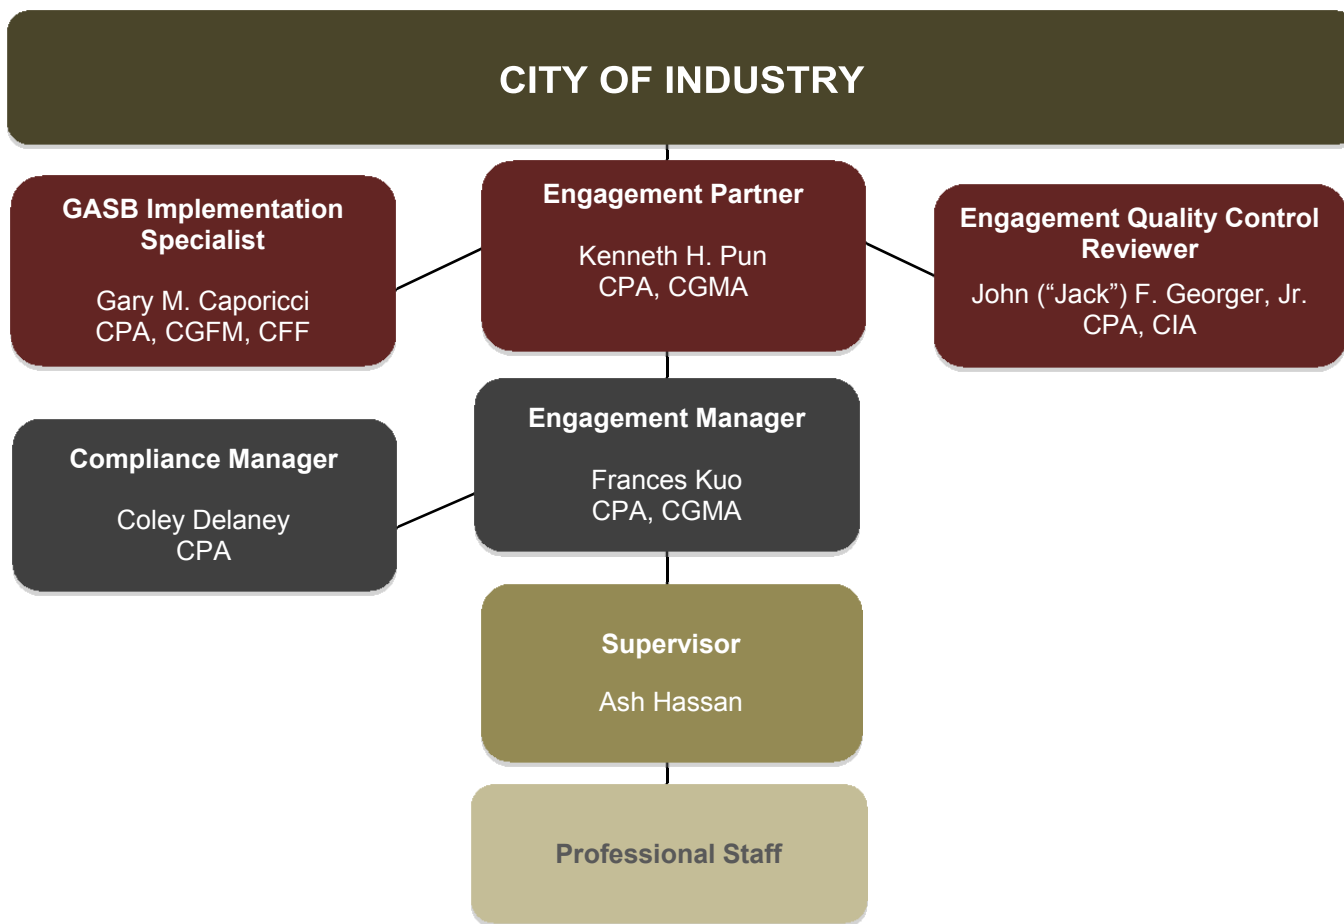 CITY OF INDUSTRY
GASB Implementation
Specialist
Gary M. Caporicci
CPA, CGFM, CFF
Engagement Partner
Kenneth H. Pun
CPA, CGMA
Engagement Quality Control
Reviewer
John (“Jack”) F. Georger, Jr.
CPA, CIA
Compliance Manager
Coley Delaney
CPA
Engagement Manager
Frances Kuo
CPA, CGMA
Supervisor
Ash Hassan
Professional Staff